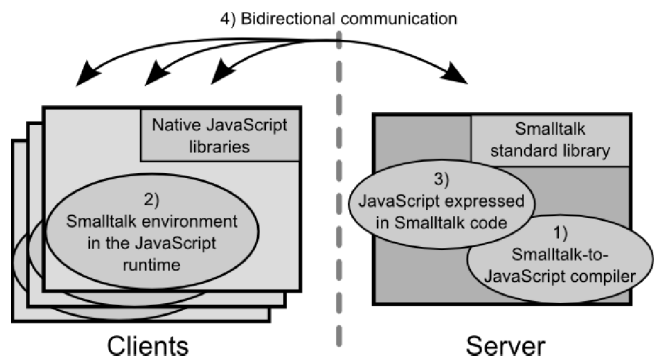 4) Bidirectional communication
Native JavaScript
libraries
2)
Smalltalk environment
in the JavaScript
runtime
Clients
Smalltalk
standard library
3)
JavaScript expressed
in Smalltalk code
1)
Smalltalk-to-
JavaScript compiler
Server